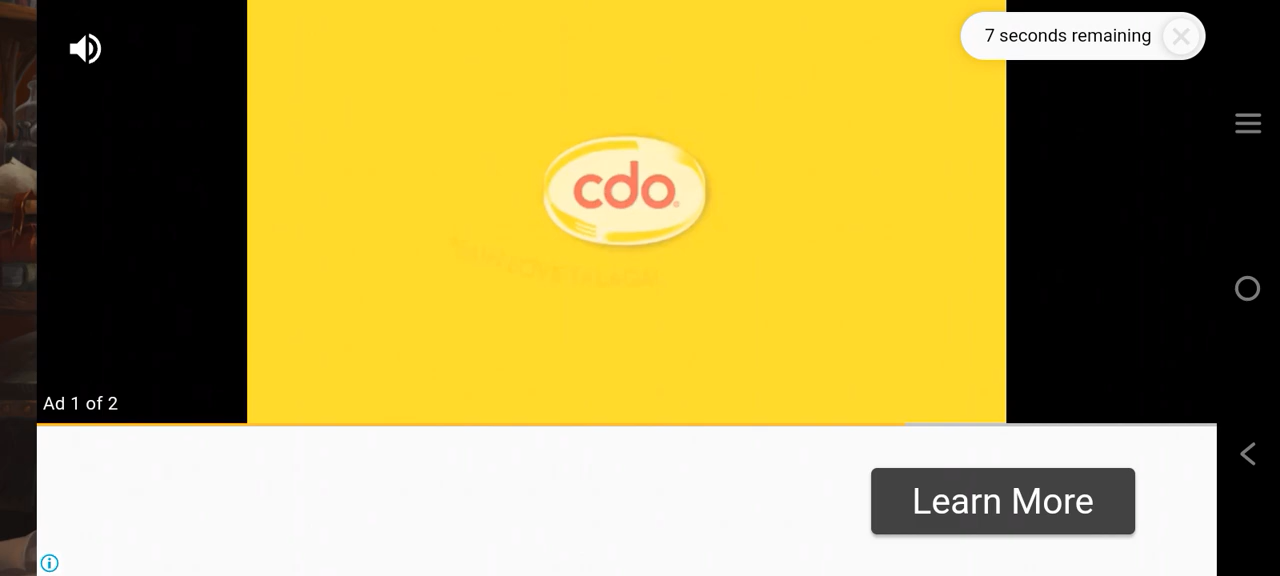 7 seconds remaining
cdo
Ad 1 of 2
Learn More